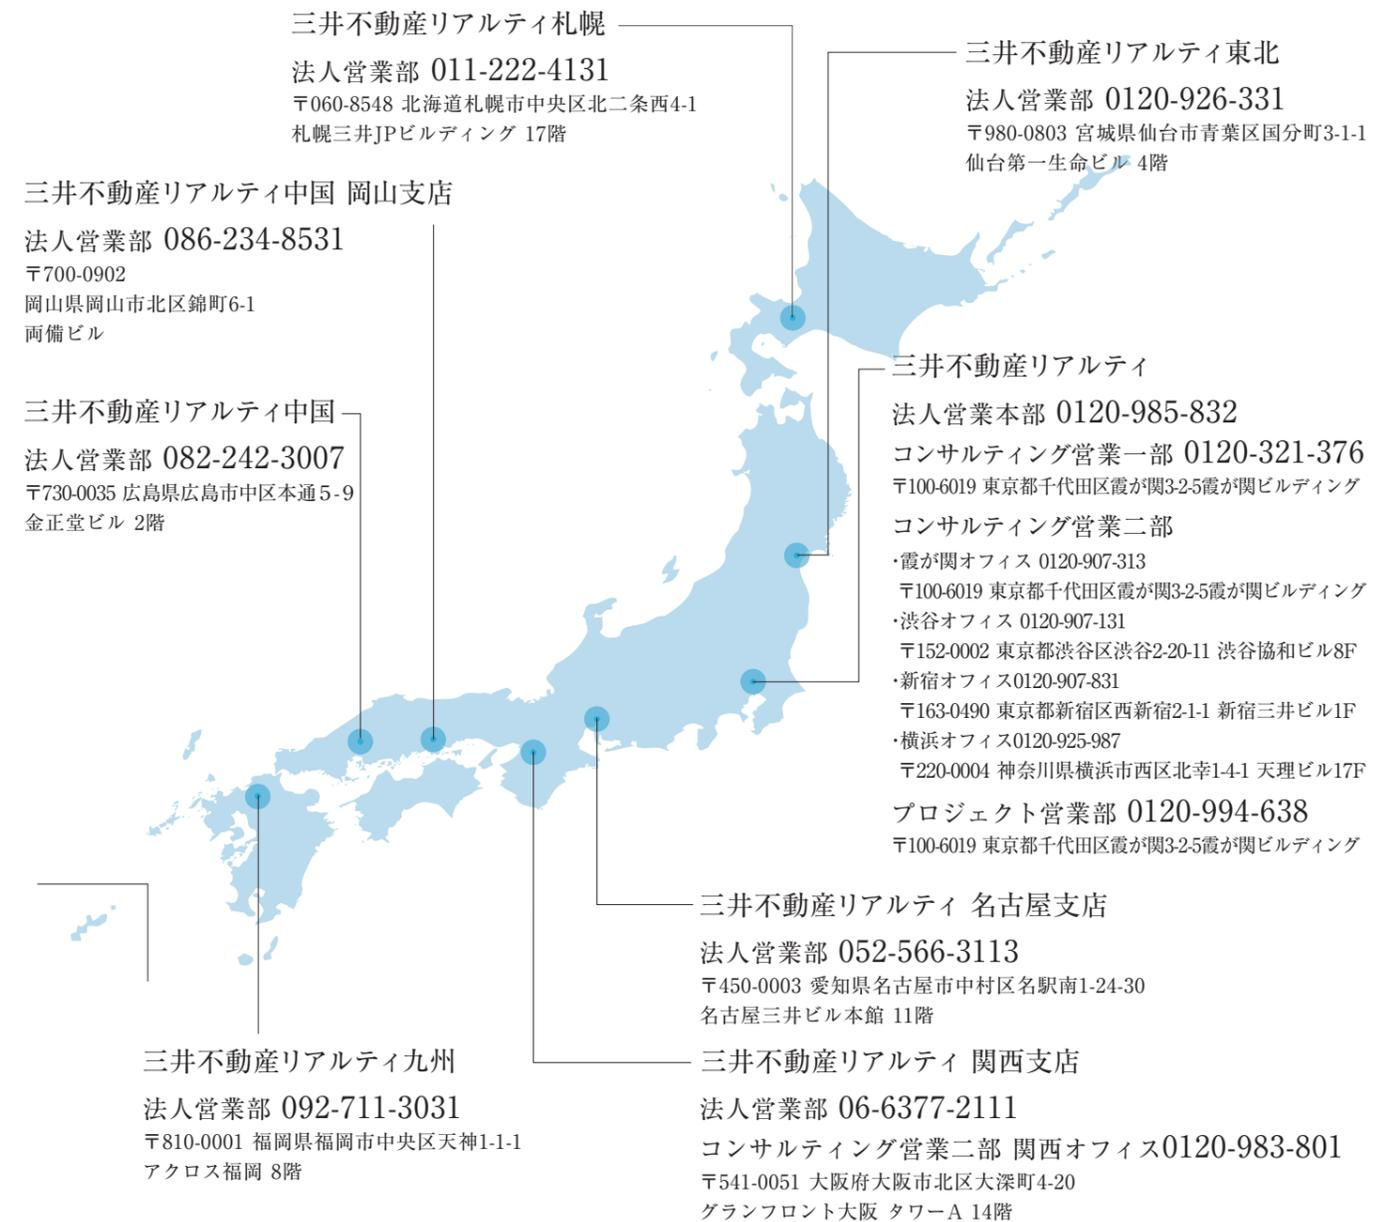 三井不動産リアルティ札幌
法人営業部 011-222-4131
〒060-8548 北海道札幌市中央区北二条西4-1
札幌三井JPビルディング 17階
三井不動産リアルティ東北
法人営業部 0120-926-331
〒980-0803 宮城県仙台市青葉区国分町3-1-1
仙台第一生命ビル 4階
三井不動産リアルティ中国 岡山支店
法人営業部 086-234-8531
〒700-0902
岡山県岡山市北区錦町6-1
両備ビル
三井不動産リアルティ中国
法人営業部 082-242-3007
〒730-0035 広島県広島市中区本通5-9
金正堂ビル 2階
三井不動産リアルティ
法人営業本部 0120-985-832
コンサルティング営業一部 0120-321-376
〒100-6019 東京都千代田区霞が関3-2-5霞が関ビルディング
コンサルティング営業二部
・霞が関オフィス 0120-907-313
〒100-6019 東京都千代田区霞が関3-2-5霞が関ビルディング
・渋谷オフィス 0120-907-131
〒152-0002 東京都渋谷区渋谷2-20-11 渋谷協和ビル8F
・新宿オフィス0120-907-831
〒163-0490 東京都新宿区西新宿2-1-1 新宿三井ビル1F
・横浜オフィス0120-925-987
〒220-0004 神奈川県横浜市西区北幸1-4-1 天理ビル17F
プロジェクト営業部 0120-994-638
〒100-6019 東京都千代田区霞が関3-2-5霞が関ビルディング
三井不動産リアルティ 名古屋支店
法人営業部 052-566-3113
〒450-0003 愛知県名古屋市中村区名駅南1-24-30
名古屋三井ビル本館 11階
三井不動産リアルティ九州
法人営業部 092-711-3031
〒810-0001 福岡県福岡市中央区天神1-1-1
アクロス福岡 8階
三井不動産リアルティ 関西支店
法人営業部 06-6377-2111
コンサルティング営業二部 関西オフィス0120-983-801
〒541-0051 大阪府大阪市北区大深町4-20
グランフロント大阪 タワーA 14階